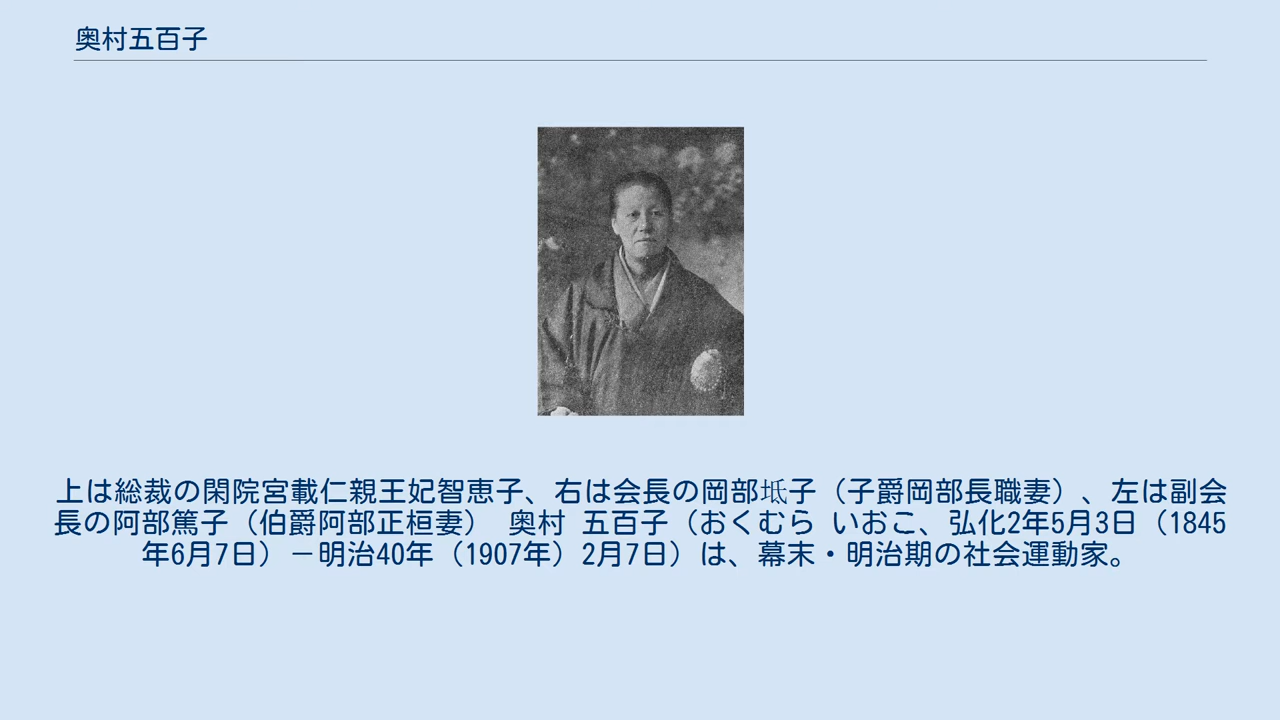 奥村五百子
上は総裁の閑院宮載仁親王妃智恵子、右は会長の岡部坻子（子爵岡部長職妻）、左は副会
長の阿部篤子（伯爵阿部正桓妻） 奥村 五百子（おくむら いおこ、弘化2年5月3日（1845
年6月7日）－明治40年（1907年）2月7日）は、幕末・明治期の社会運動家。